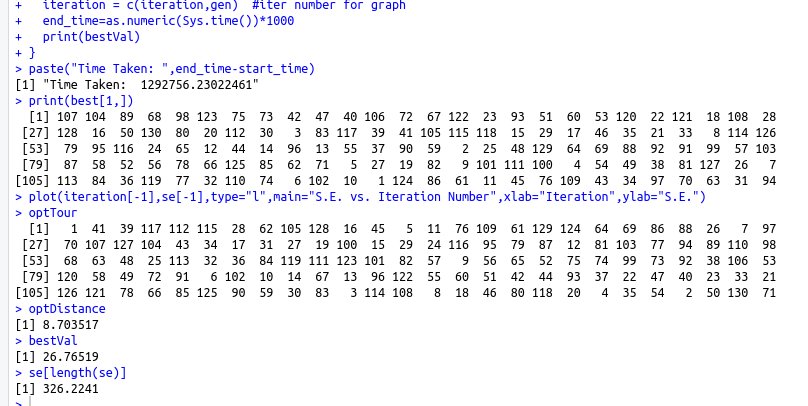 +   iteration = c(iteration,gen)  #iter number for graph
+   end_time=as.numeric(Sys.time())*1000
+   print(bestVal)
+ }
> paste("Time Taken: ",end_time-start_time)
[1] "Time Taken:  1292756.23022461"
> print(best[1,])
  [1] 107 104  89  68  98 123  75  73  42  47  40 106  72  67 122  23  93  51  60  53 120  22 121  18 108  28
 [27] 128  16  50 130  80  20 112  30   3  83 117  39  41 105 115 118  15  29  17  46  35  21  33   8 114 126
 [53]  79  95 116  24  65  12  44  14  96  13  55  37  90  59   2  25  48 129  64  69  88  92  91  99  57 103
 [79]  87  58  52  56  78  66 125  85  62  71   5  27  19  82   9 101 111 100   4  54  49  38  81 127  26   7
[105] 113  84  36 119  77  32 110  74   6 102  10   1 124  86  61  11  45  76 109  43  34  97  70  63  31  94
> plot(iteration[-1],se[-1],type="l",main="S.E. vs. Iteration Number",xlab="Iteration",ylab="S.E.")
> optTour
  [1]   1  41  39 117 112 115  28  62 105 128  16  45   5  11  76 109  61 129 124  64  69  86  88  26   7  97
 [27]  70 107 127 104  43  34  17  31  27  19 100  15  29  24 116  95  79  87  12  81 103  77  94  89 110  98
 [53]  68  63  48  25 113  32  36  84 119 111 123 101  82  57   9  56  65  52  75  74  99  73  92  38 106  53
 [79] 120  58  49  72  91   6 102  10  14  67  13  96 122  55  60  51  42  44  93  37  22  47  40  23  33  21
[105] 126 121  78  66  85 125  90  59  30  83   3 114 108   8  18  46  80 118  20   4  35  54   2  50 130  71
> optDistance
[1] 8.703517
> bestVal
[1] 26.76519
> se[length(se)]
[1] 326.2241
>